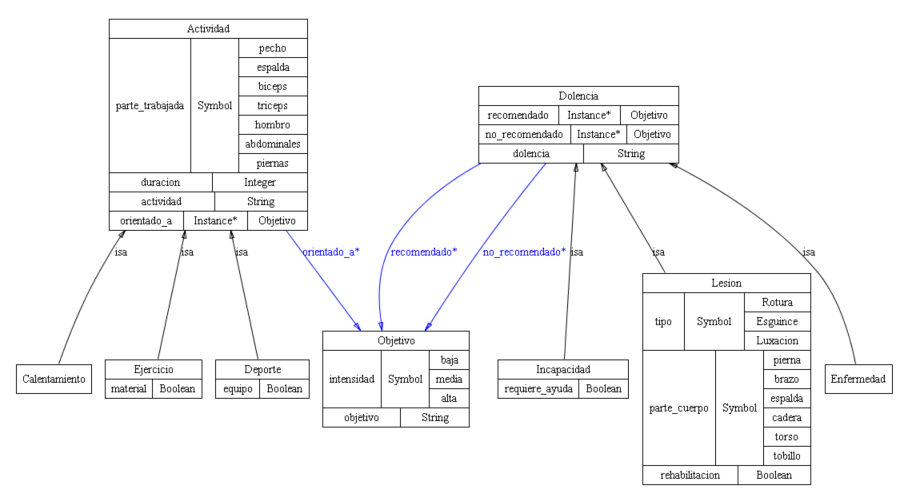 Actividad
parte_trabajada Symbol pecho
espalda
biceps
triceps
hombro
abdominales
piernas
duracion Integer
actividad String
orientado_a Instance* Objetivo
Dolencia
recomendado Instance* Objetivo
no_recomendado Instance* Objetivo
dolencia String
isa isa isa orientado_a* recomendado* no_recomendado* isa isa isa
Calentamiento
Ejercicio
material Boolean
Deporte
equipo Boolean
Objetivo
intensidad Symbol baja
media
alta
objetivo String
Incapacidad
requiere_ayuda Boolean
Lesion
tipo Symbol Rotura
Esguince
Luxacion
parte_cuerpo Symbol pierna
brazo
espalda
cadera
torso
tobillo
rehabilitacion Boolean
Enfermedad